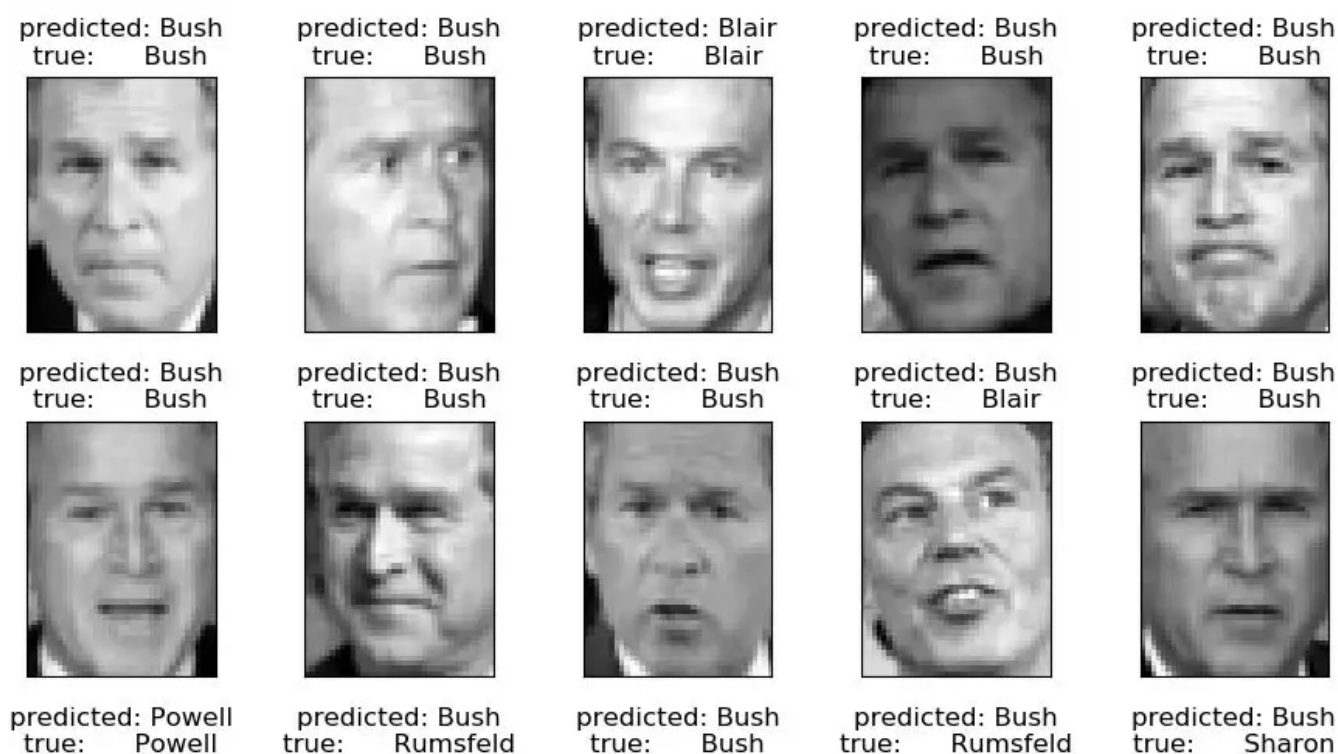 predicted: Bush predicted: Bush predicted: Blair predicted: Bush predicted: Bush
true: Bush true: Bush true: Blair true: Bush true: Bush
predicted: Bush predicted: Bush predicted: Bush predicted: Bush predicted: Bush
true: Bush true: Bush true: Bush true: Blair true: Bush
predicted: Powell predicted: Bush predicted: Bush predicted: Bush predicted: Bush
true: Powell true: Rumsfeld true: Bush true: Rumsfeld true: Sharon